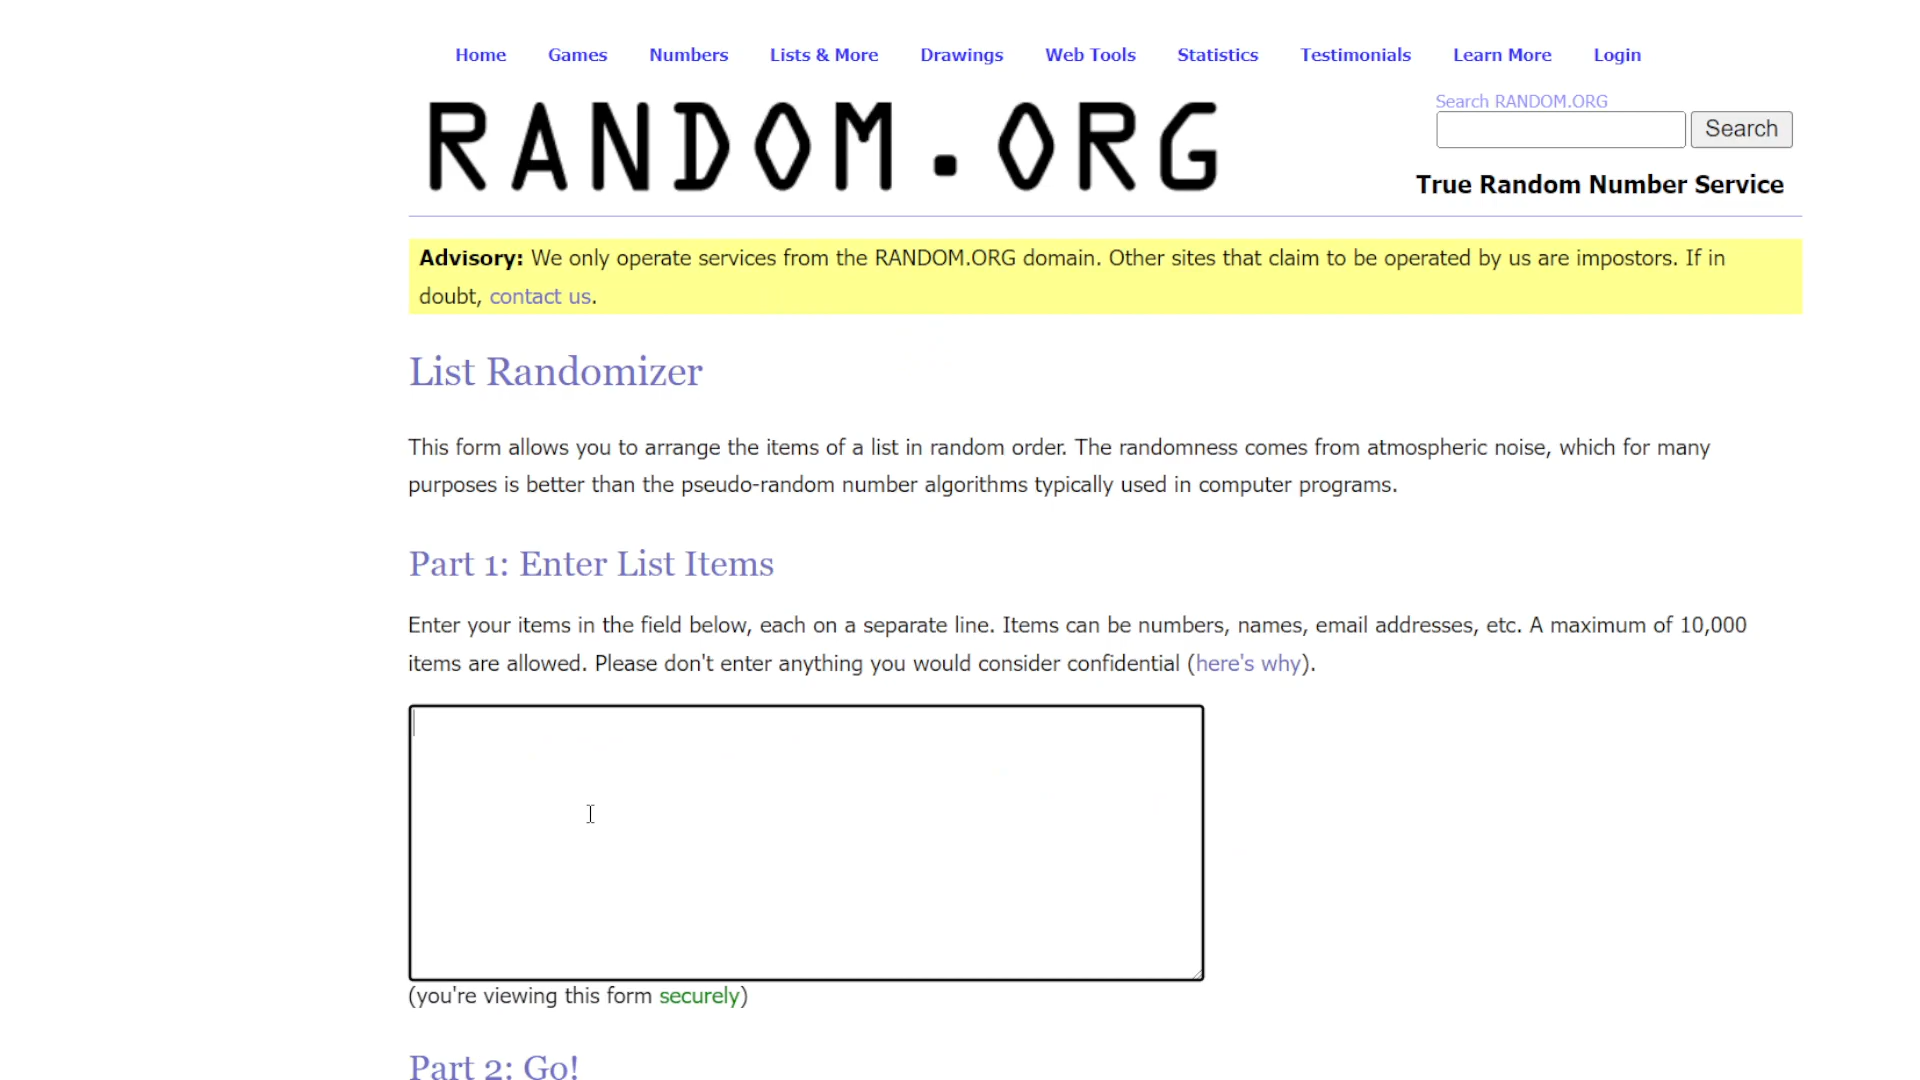 Home Games Numbers Lists & More Drawings Web Tools Statistics Testimonials Learn More Login
RANDOM.ORG
Search RANDOM.ORG
Search
True Random Number Service
Advisory: We only operate services from the RANDOM.ORG domain. Other sites that claim to be operated by us are impostors. If in
doubt, contact us.
List Randomizer
This form allows you to arrange the items of a list in random order. The randomness comes from atmospheric noise, which for many
purposes is better than the pseudo-random number algorithms typically used in computer programs.
Part 1: Enter List Items
Enter your items in the field below, each on a separate line. Items can be numbers, names, email addresses, etc. A maximum of 10,000
items are allowed. Please don't enter anything you would consider confidential (here's why).
(you're viewing this form securely)
Part 2: Go!